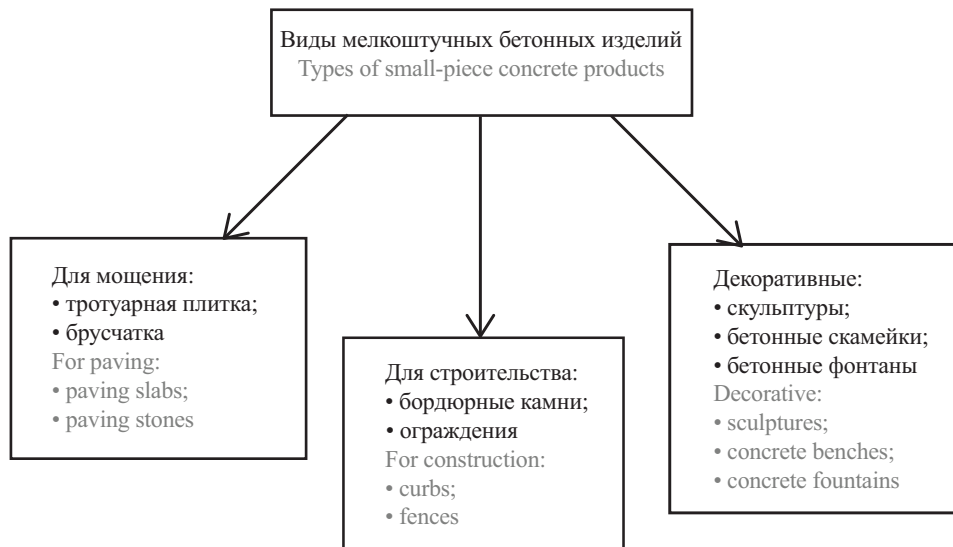 Виды мелкоштучных бетонных изделий
Types of small-piece concrete products
Для мощения:
• тротуарная плитка;
• брусчатка
For paving:
• paving slabs;
• paving stones
Для строительства:
• бордюрные камни;
• ограждения
For construction:
• curbs;
• fences
Декоративные:
• скульптуры;
• бетонные скамейки;
• бетонные фонтаны
Decorative:
• sculptures;
• concrete benches;
• concrete fountains